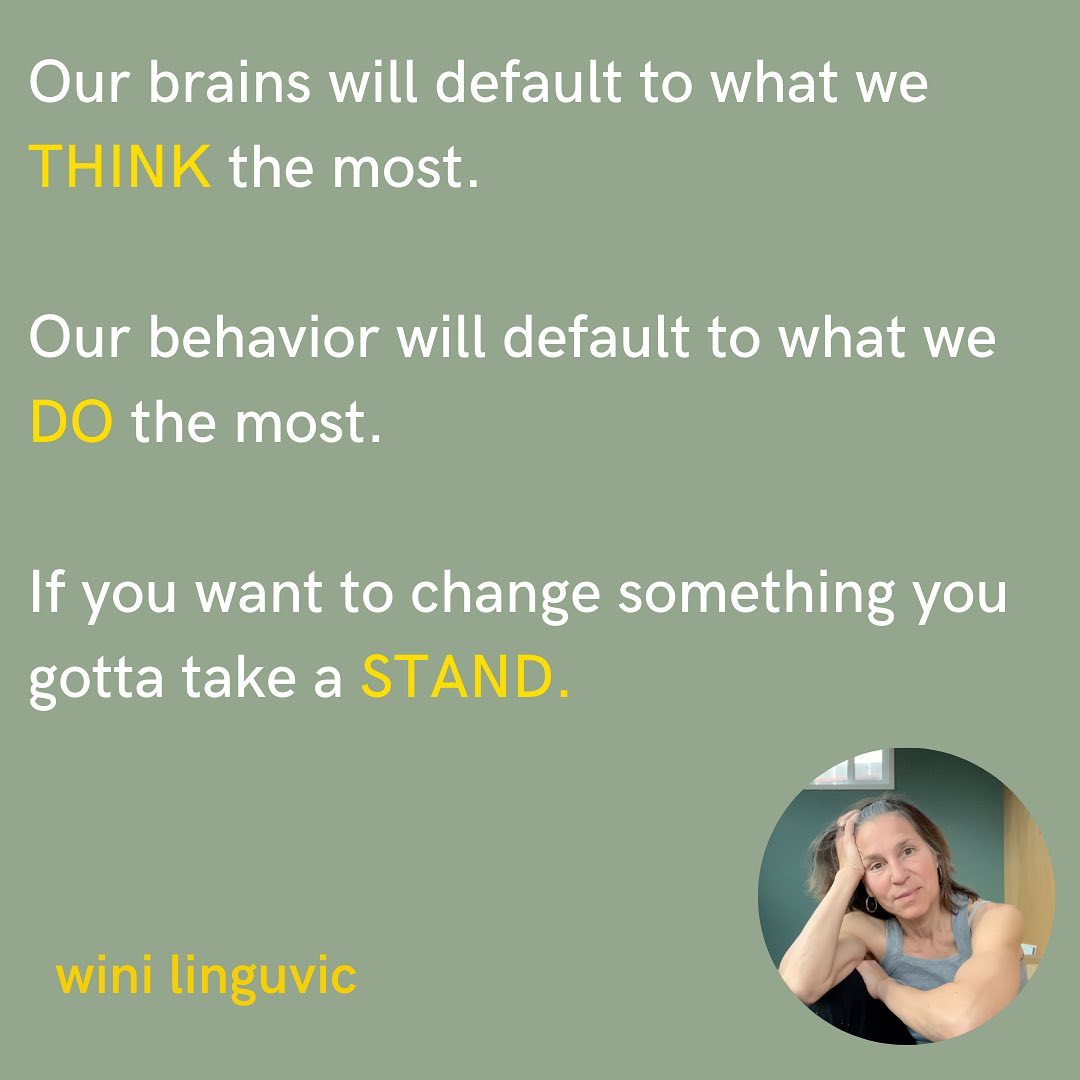 Our brains will default to what we
THINK the most.
Our behavior will default to what we
DO the most.
If you want to change something you
gotta take a STAND.
wini linguvic